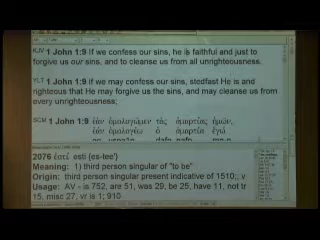 KJV 1 John 1:9 If we confess our sins, he is faithful and just to
forgive us our sins, and to cleanse us from all unrighteousness.
YLT 1 John 1:9 If we may confess our sins, stedfast He is and
righteous that He may forgive us the sins, and may cleanse us from
every unrighteousness;
SCM 1 John 1:9 ἐὰν ὁμολογῶμεν τὰς ἁμαρτίας ἡμῶν,
ἐάν ὁμολογέω ὁ ἁμαρτία ἐγώ
2076 ἐστί esti {es-tee'}
Meaning: 1) third person singular of "to be"
Origin: third person singular present indicative of 1510;; v
Usage: AV - is 752, are 51, was 29, be 25, have 11, not tr
15, misc 27, vr is 1; 910